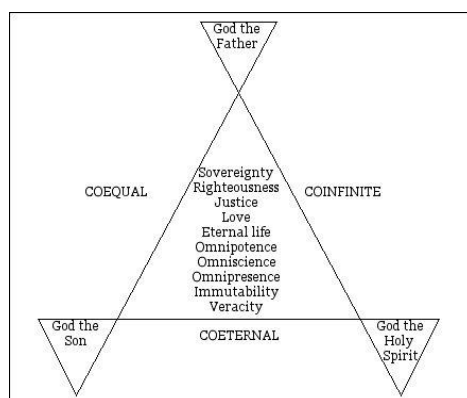 God the
Father
COEQUAL
COINFINITE
Sovereignty
Righteousness
Justice
Love
Eternal life
Omnipotence
Omniscience
Omnipresence
Immutability
Veracity
God the
Son
COETERNAL
God the
Holy
Spirit